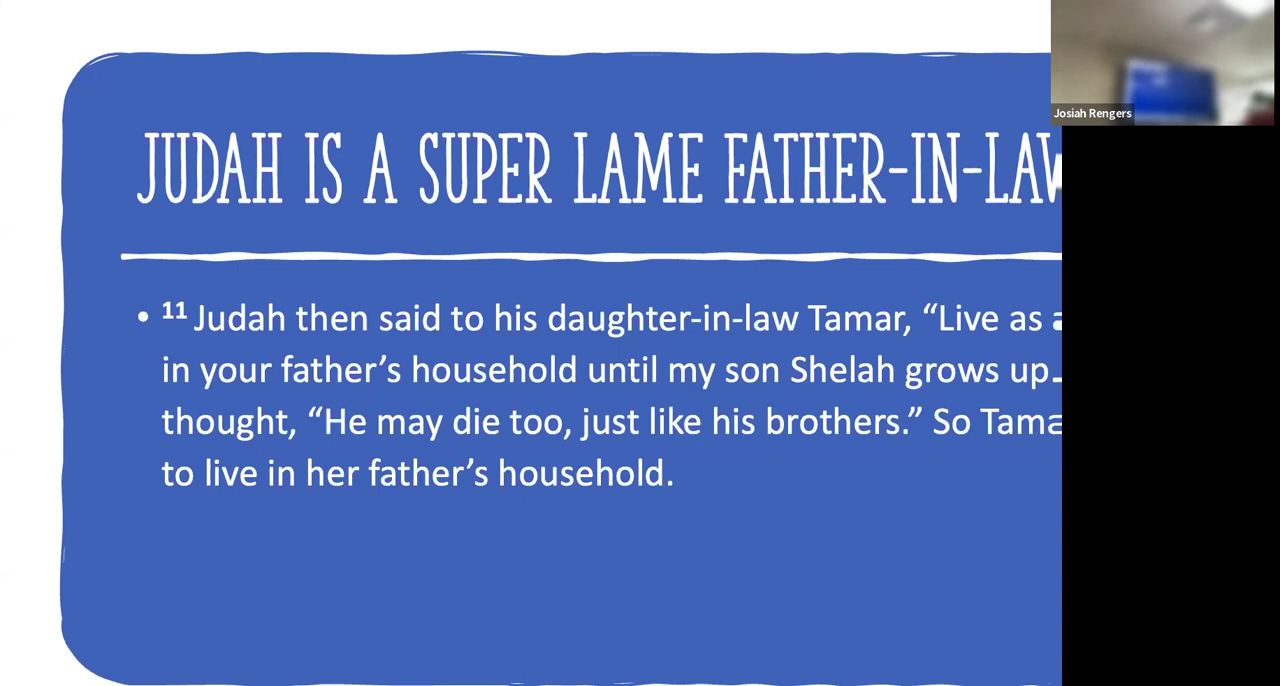 JUDAH IS A SUPER LAME FATHER-IN-LAW
Josiah Rengers
• 11 Judah then said to his daughter-in-law Tamar, “Live as a
in your father’s household until my son Shelah grows up.
thought, “He may die too, just like his brothers.” So Tama
to live in her father’s household.